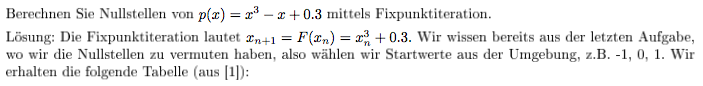 Berechnen Sie Nullstellen von p(x) = x³ − x + 0.3 mittels Fixpunktiteration.
Lösung: Die Fixpunktiteration lautet xₙ₊₁ = F(xₙ) = xₙ³ + 0.3. Wir wissen bereits aus der letzten Aufgabe,
wo wir die Nullstellen zu vermuten haben, also wählen wir Startwerte aus der Umgebung, z.B. -1, 0, 1. Wir
erhalten die folgende Tabelle (aus [1]):